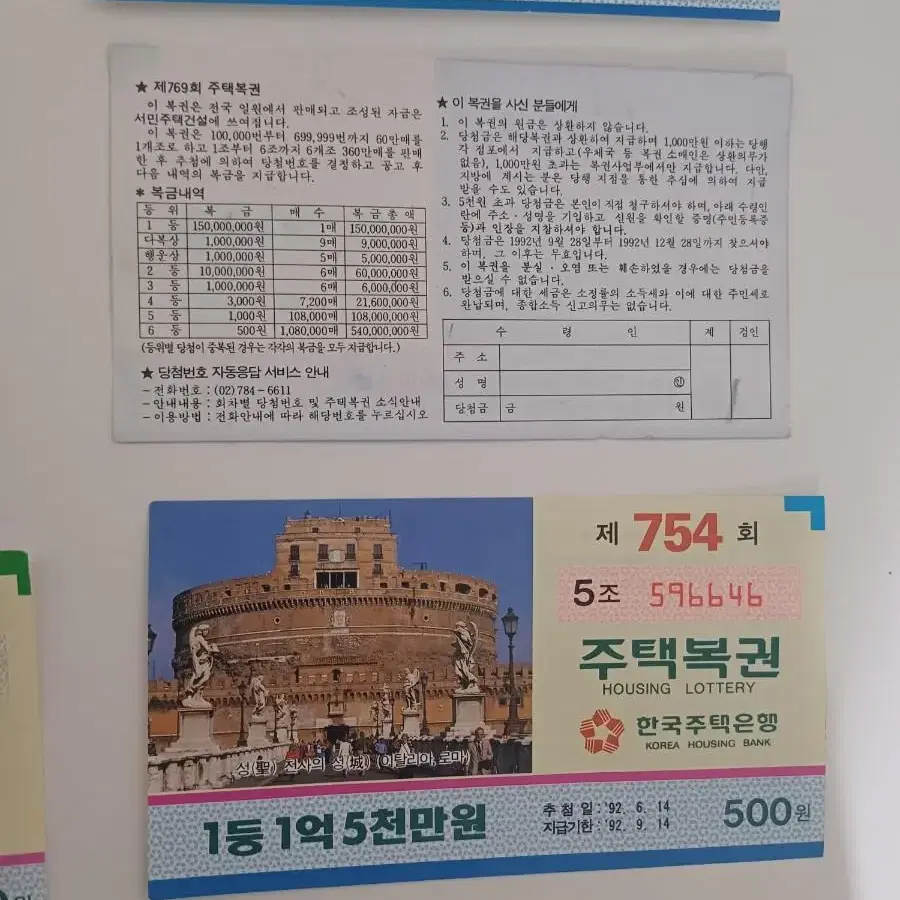 ★ 제769회 주택복권
이 복권은 전국 일원에서 판매되고 조성된 자금은
서민주택건설에 쓰여집니다.
이 복권은 100,000번부터 699,999번까지 60만매를
1개조로 하고 1조부터 6조까지 6개조 360만매를 판매
한 후 추첨에 의하여 당첨번호를 결정하고 공고 후
다음 내역의 복금을 지급합니다.
* 복금내역
등 위 복 금 매 수 복 금 총 액
1 등 150,000,000원 1매 150,000,000원
다복상 1,000,000원 9매 9,000,000원
행운상 1,000,000원 5매 5,000,000원
2 등 10,000,000원 6매 60,000,000원
3 등 1,000,000원 6매 6,000,000원
4 등 3,000원 7,200매 21,600,000원
5 등 1,000원 108,000매 108,000,000원
6 등 500원 1,080,000매 540,000,000원
(등위별 당첨이 중복된 경우는 각각의 복금을 모두 지급합니다.)
★ 당첨번호 자동응답 서비스 안내
- 전화번호 : (02) 784-6611
- 안내내용 : 회차별 당첨번호 및 주택복권 소식안내
- 이용방법 : 전화안내에 따라 해당번호를 누르십시오
★ 이 복권을 사신 분들에게
1. 이 복권의 원금은 상환하지 않습니다.
2. 당첨금은 해당복권과 상환하여 지급하며 1,000만원 이하는 당행
각 점포에서 지급하고(우체국 등 복권 소매인은 상환의무가
없음), 1,000만원 초과는 복권사업부에서만 지급합니다. 다만,
지방에 계시는 분은 당행 지점을 통한 추심에 의하여 지급
받을 수도 있습니다.
3. 5천원 초과 당첨금은 본인이 직접 청구하셔야 하며, 아래 수령인
란에 주소·성명을 기입하고 신원을 확인할 증명(주민등록증
등)과 인장을 지참하셔야 합니다.
4. 당첨금은 1992년 9월 28일부터 1992년 12월 28일까지 찾으셔야
하며, 그 이후는 무효입니다.
5. 이 복권을 분실·오염 또는 훼손하였을 경우에는 당첨금을
받으실 수 없습니다.
6. 당첨금에 대한 세금은 소정률의 소득세와 이에 대한 주민세로
완납되며, 종합소득 신고의무는 없습니다.
수 령 인 계 검인
주 소
성 명 ㊞
당첨금 금 원
제 754 회
5조 596646
주택복권
HOUSING LOTTERY
한국주택은행
KOREA HOUSING BANK
성(聖) 천사의 성(城) (이탈리아, 로마)
1등 1억 5천만원
추 첨 일 : '92. 6. 14
지급기한 : '92. 9. 14
500원